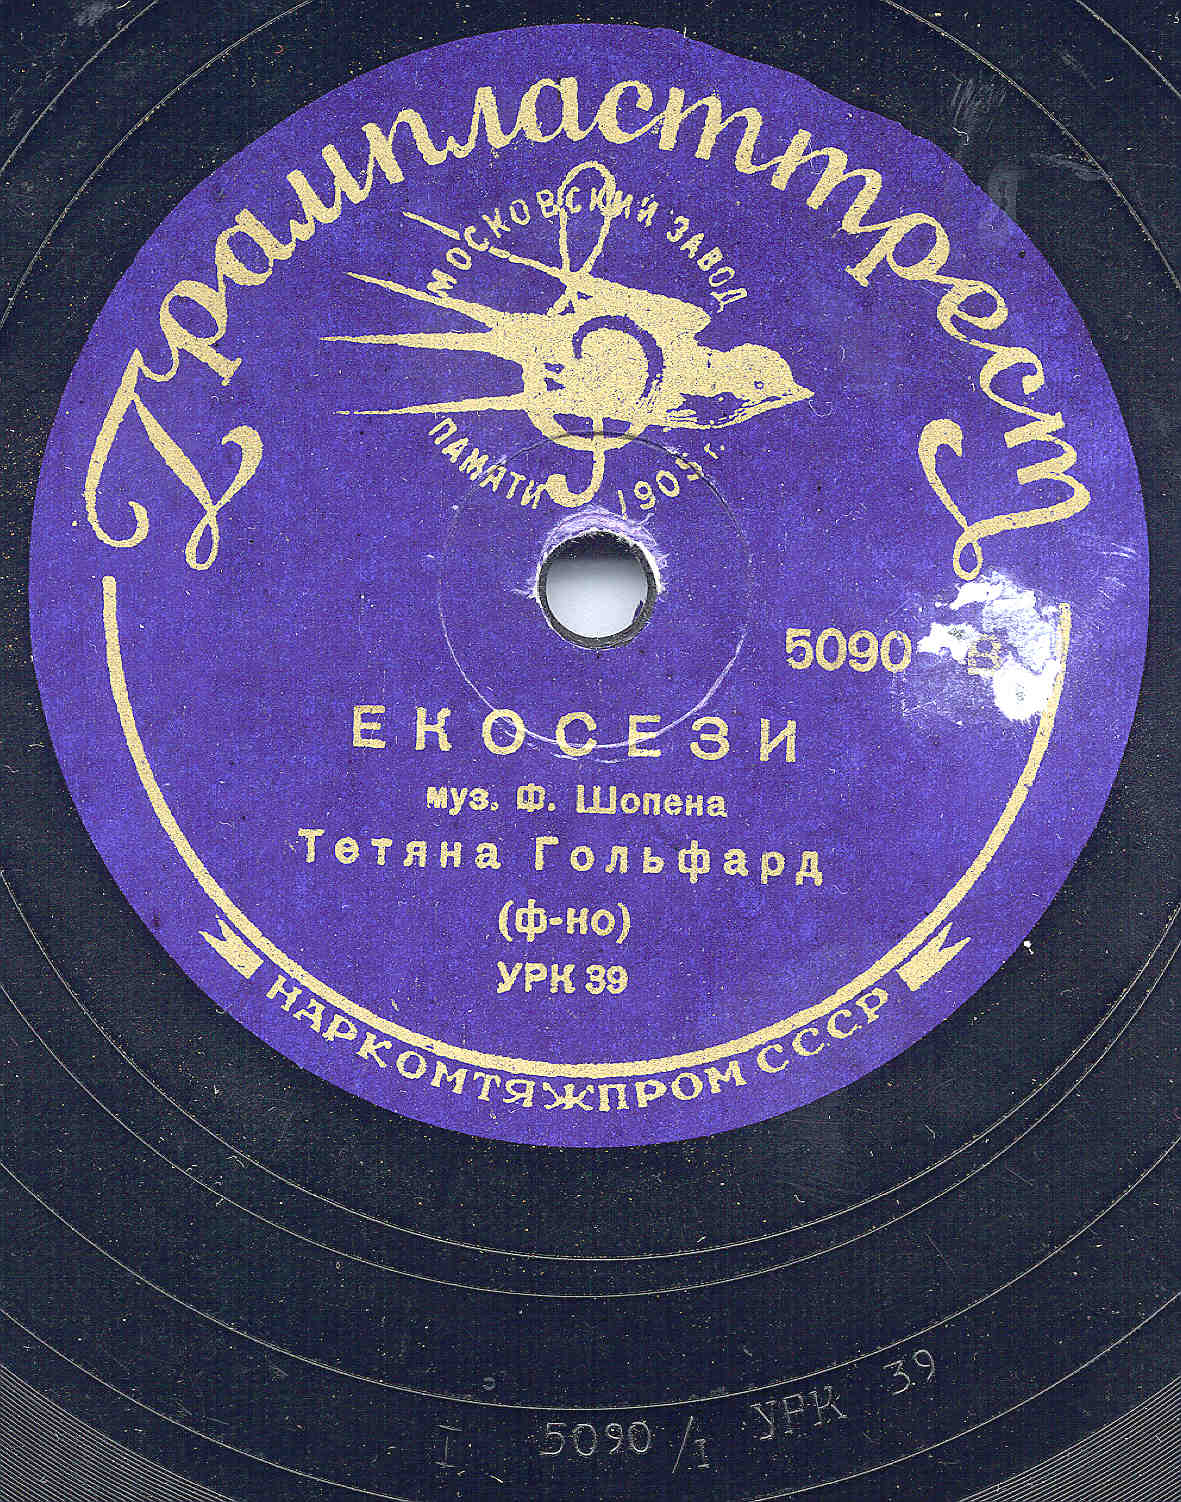 Грампласттрест
МОСКОВСКИЙ ЗАВОД
ПАМЯТИ 1905 г.
5090 В
ЕКОСЕЗИ
муз. Ф. Шопена
Тетяна Гольфард
(ф-но)
УРК 39
НАРКОМТЯЖПРОМ СССР
I 5090/1 УРК 39